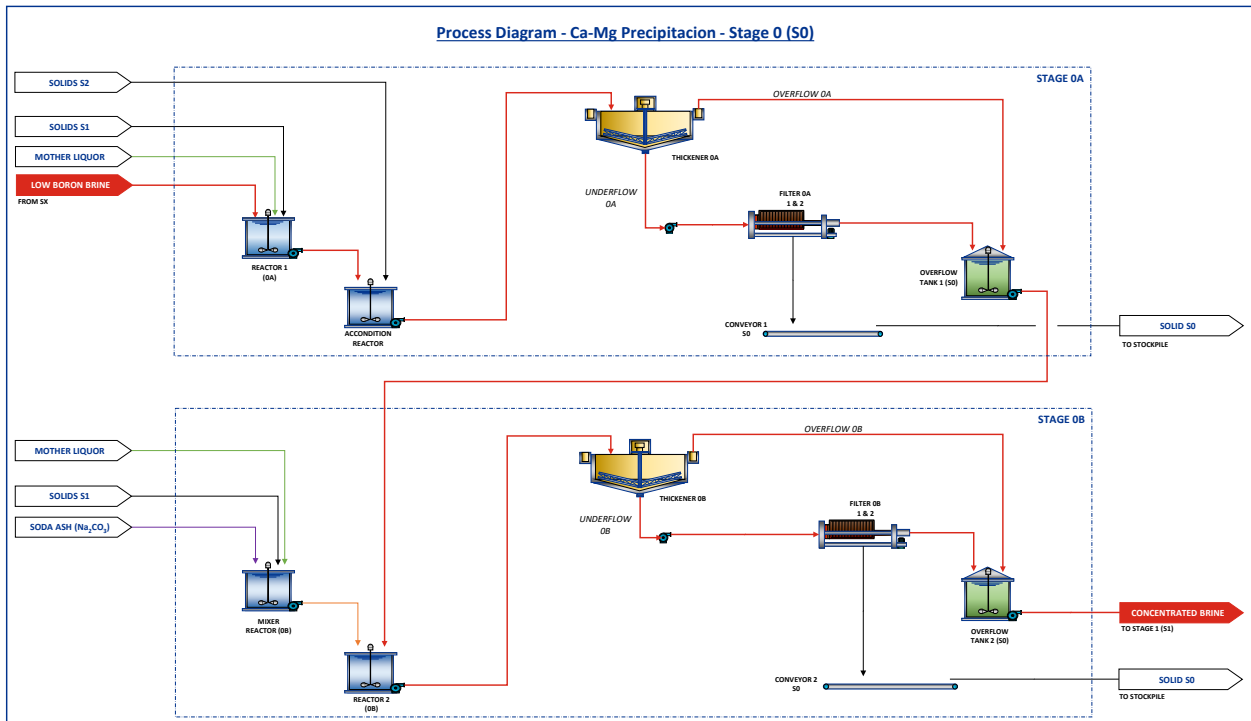 Process Diagram - Ca-Mg Precipitacion - Stage 0 (S0)
STAGE 0A
SOLIDS S2
SOLIDS S1
MOTHER LIQUOR
LOW BORON BRINE
FROM SX
REACTOR 1
(0A)
ACCONDITION
REACTOR
THICKENER 0A
OVERFLOW 0A
UNDERFLOW
0A
FILTER 0A
1 & 2
OVERFLOW
TANK 1 (S0)
CONVEYOR 1
S0
SOLID S0
TO STOCKPILE
STAGE 0B
MOTHER LIQUOR
SOLIDS S1
SODA ASH (Na₂CO₃)
MIXER
REACTOR (0B)
REACTOR 2
(0B)
THICKENER 0B
OVERFLOW 0B
UNDERFLOW
0B
FILTER 0B
1 & 2
OVERFLOW
TANK 2 (S0)
CONCENTRATED BRINE
TO STAGE 1 (S1)
CONVEYOR 2
S0
SOLID S0
TO STOCKPILE